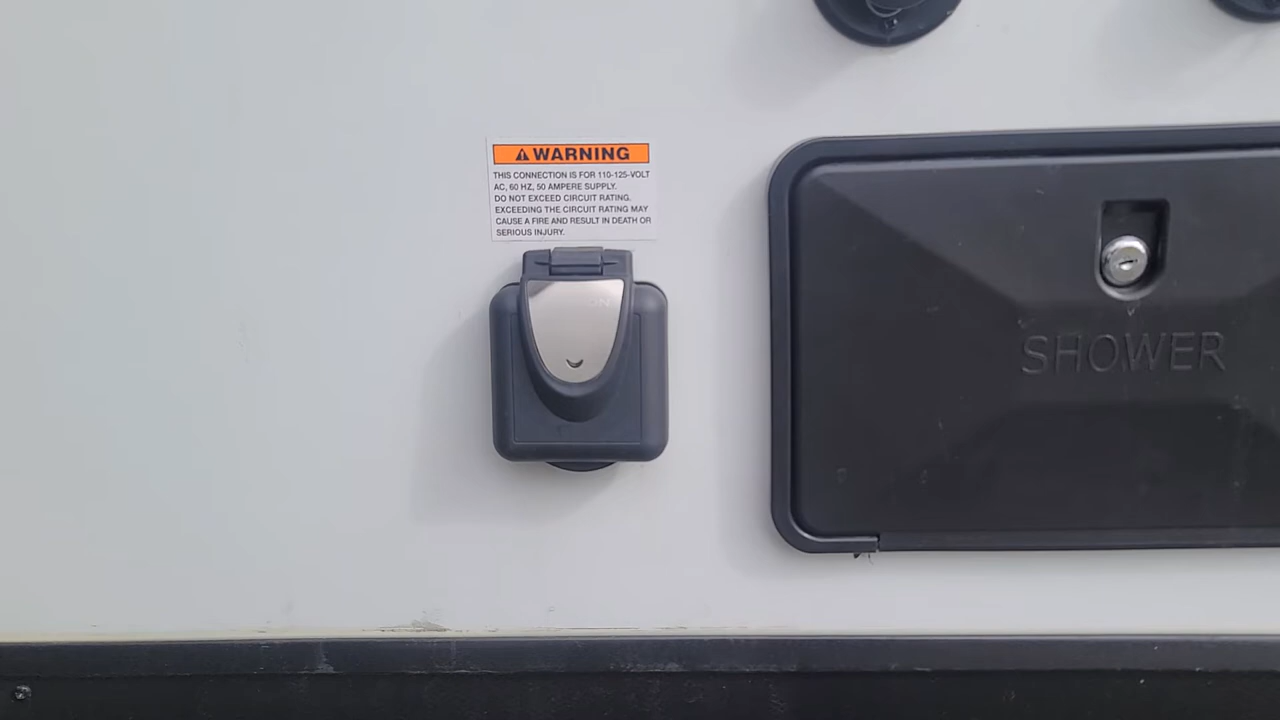 WARNING
THIS CONNECTION IS FOR 110-125-VOLT
AC, 60 HZ, 50 AMPERE SUPPLY.
DO NOT EXCEED CIRCUIT RATING.
EXCEEDING THE CIRCUIT RATING MAY
CAUSE A FIRE AND RESULT IN DEATH OR
SERIOUS INJURY.
SHOWER